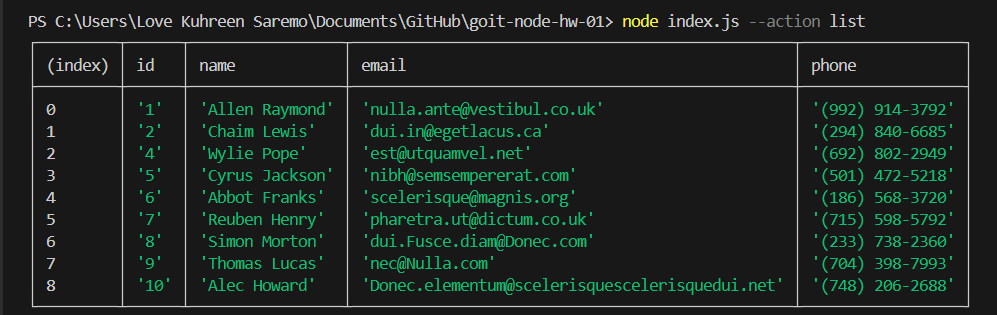 PS C:\Users\Love Kuhreen Saremo\Documents\GitHub\goit-node-hw-01> node index.js --action list
(index) id name email phone
0 '1' 'Allen Raymond' 'nulla.ante@vestibul.co.uk' '(992) 914-3792'
1 '2' 'Chaim Lewis' 'dui.in@egetlacus.ca' '(294) 840-6685'
2 '4' 'Wylie Pope' 'est@utquamvel.net' '(692) 802-2949'
3 '5' 'Cyrus Jackson' 'nibh@semsempererat.com' '(501) 472-5218'
4 '6' 'Abbot Franks' 'scelerisque@magnis.org' '(186) 568-3720'
5 '7' 'Reuben Henry' 'pharetra.ut@dictum.co.uk' '(715) 598-5792'
6 '8' 'Simon Morton' 'dui.Fusce.diam@Donec.com' '(233) 738-2360'
7 '9' 'Thomas Lucas' 'nec@Nulla.com' '(704) 398-7993'
8 '10' 'Alec Howard' 'Donec.elementum@scelerisquescelerisquedui.net' '(748) 206-2688'